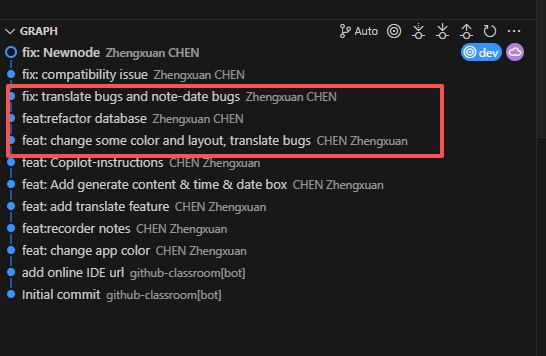 GRAPH Auto ...
fix: Newnode Zhengxuan CHEN dev
fix: compatibility issue Zhengxuan CHEN
fix: translate bugs and note-date bugs Zhengxuan CHEN
feat:refactor database Zhengxuan CHEN
feat: change some color and layout, translate bugs CHEN Zhengxuan
feat: Copilot-instructions CHEN Zhengxuan
feat: Add generate content & time & date box CHEN Zhengxuan
feat: add translate feature CHEN Zhengxuan
feat:recorder notes CHEN Zhengxuan
feat: change app color CHEN Zhengxuan
add online IDE url github-classroom[bot]
Initial commit github-classroom[bot]